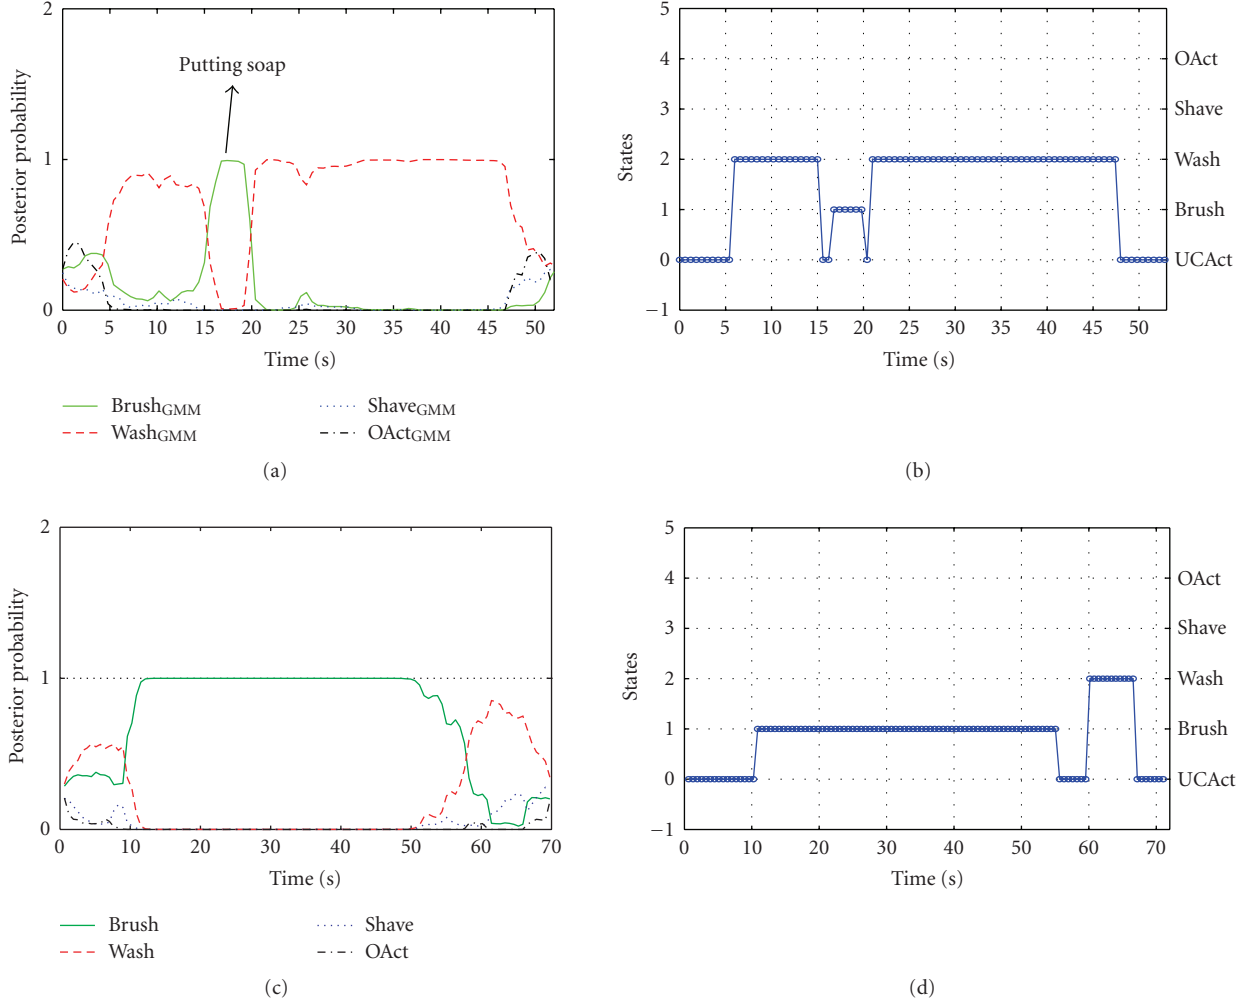 2
1
0
Posterior probability
Putting soap
0 5 10 15 20 25 30 35 40 45 50
Time (s)
Brush_GMM
Wash_GMM
Shave_GMM
OAct_GMM
(a)
5
4
3
2
1
0
−1
States
OAct
Shave
Wash
Brush
UCAct
0 5 10 15 20 25 30 35 40 45 50
Time (s)
(b)
2
1
0
Posterior probability
0 10 20 30 40 50 60 70
Time (s)
Brush
Wash
Shave
OAct
(c)
5
4
3
2
1
0
−1
States
OAct
Shave
Wash
Brush
UCAct
0 10 20 30 40 50 60 70
Time (s)
(d)